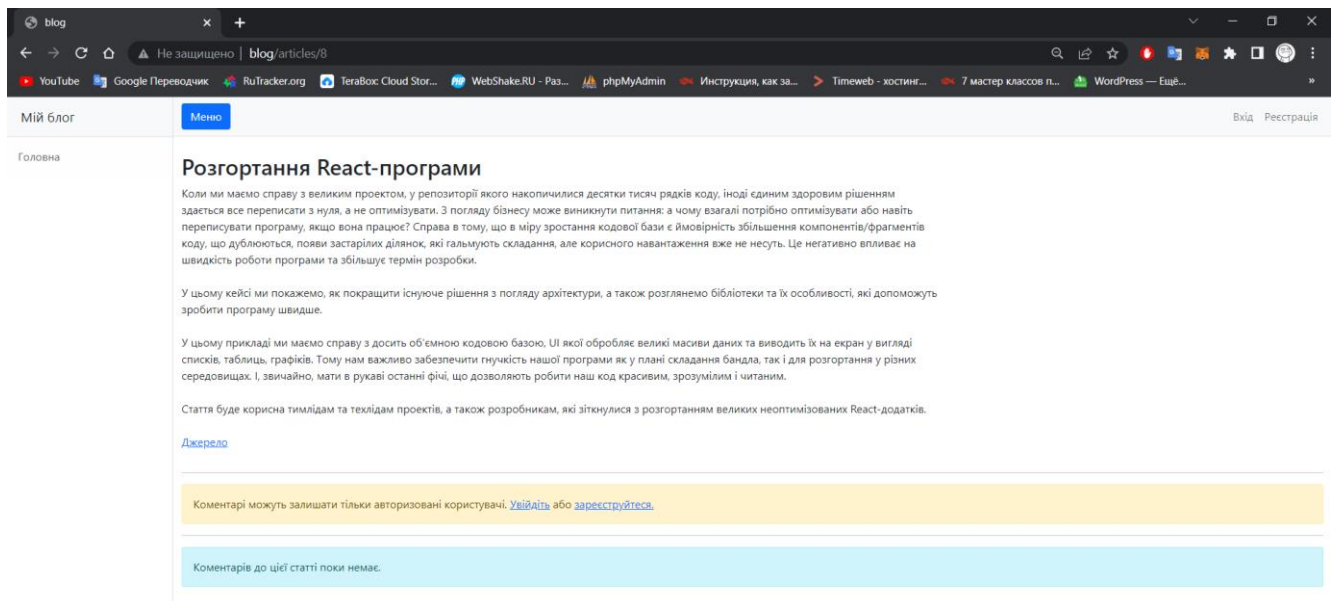 blog
Не защищено | blog/articles/8
YouTube Google Переводчик RuTracker.org TeraBox: Cloud Stor... WebShake.RU - Раз... phpMyAdmin Инструкция, как за... Timeweb - хостинг... 7 мастер классов п... WordPress — Ещё... »
Мій блог Меню Вхід Реєстрація
Головна
Розгортання React-програми
Коли ми маємо справу з великим проектом, у репозиторії якого накопичилися десятки тисяч рядків коду, іноді єдиним здоровим рішенням
здається все переписати з нуля, а не оптимізувати. З погляду бізнесу може виникнути питання: а чому взагалі потрібно оптимізувати або навіть
переписувати програму, якщо вона працює? Справа в тому, що в міру зростання кодової бази є ймовірність збільшення компонентів/фрагментів
коду, що дублюються, появи застарілих ділянок, які гальмують складання, але корисного навантаження вже не несуть. Це негативно впливає на
швидкість роботи програми та збільшує термін розробки.
У цьому кейсі ми покажемо, як покращити існуюче рішення з погляду архітектури, а також розглянемо бібліотеки та їх особливості, які допоможуть
зробити програму швидше.
У цьому прикладі ми маємо справу з досить об'ємною кодовою базою, UI якої обробляє великі масиви даних та виводить їх на екран у вигляді
списків, таблиць, графіків. Тому нам важливо забезпечити гнучкість нашої програми як у плані складання бандла, так і для розгортання у різних
середовищах. І, звичайно, мати в рукаві останні фічі, що дозволяють робити наш код красивим, зрозумілим і читаним.
Стаття буде корисна тимлідам та техлідам проектів, а також розробникам, які зіткнулися з розгортанням великих неоптимізованих React-додатків.
Джерело
Коментарі можуть залишати тільки авторизовані користувачі. Увійдіть або зареєструйтеся.
Коментарів до цієї статті поки немає.